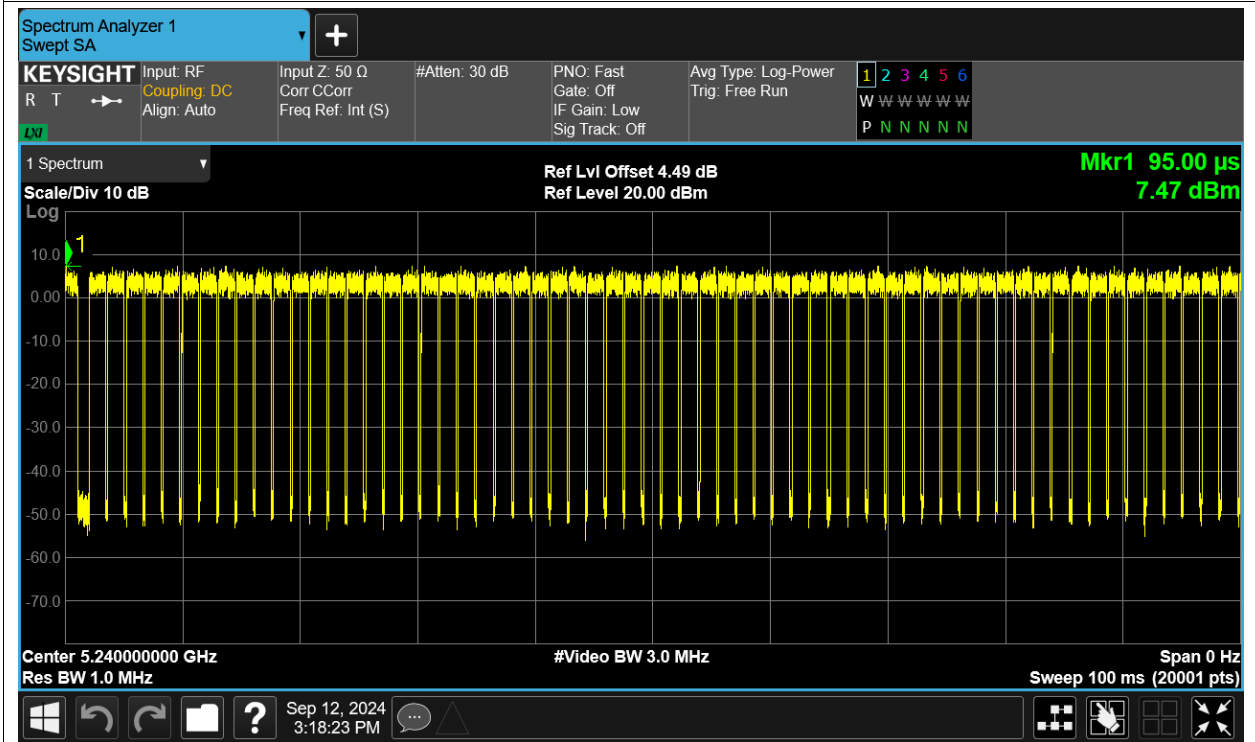 Spectrum Analyzer 1
Swept SA
+
KEYSIGHT
R T
LXI
Input: RF
Coupling: DC
Align: Auto
Input Z: 50 Ω
Corr CCorr
Freq Ref: Int (S)
#Atten: 30 dB
PNO: Fast
Gate: Off
IF Gain: Low
Sig Track: Off
Avg Type: Log-Power
Trig: Free Run
1 2 3 4 5 6
W W W W W W
P N N N N N
1 Spectrum
Scale/Div 10 dB
Ref Lvl Offset 4.49 dB
Ref Level 20.00 dBm
Mkr1 95.00 µs
7.47 dBm
Log
1
10.0
0.00
-10.0
-20.0
-30.0
-40.0
-50.0
-60.0
-70.0
Center 5.240000000 GHz
Res BW 1.0 MHz
#Video BW 3.0 MHz
Span 0 Hz
Sweep 100 ms (20001 pts)
?
Sep 12, 2024
3:18:23 PM